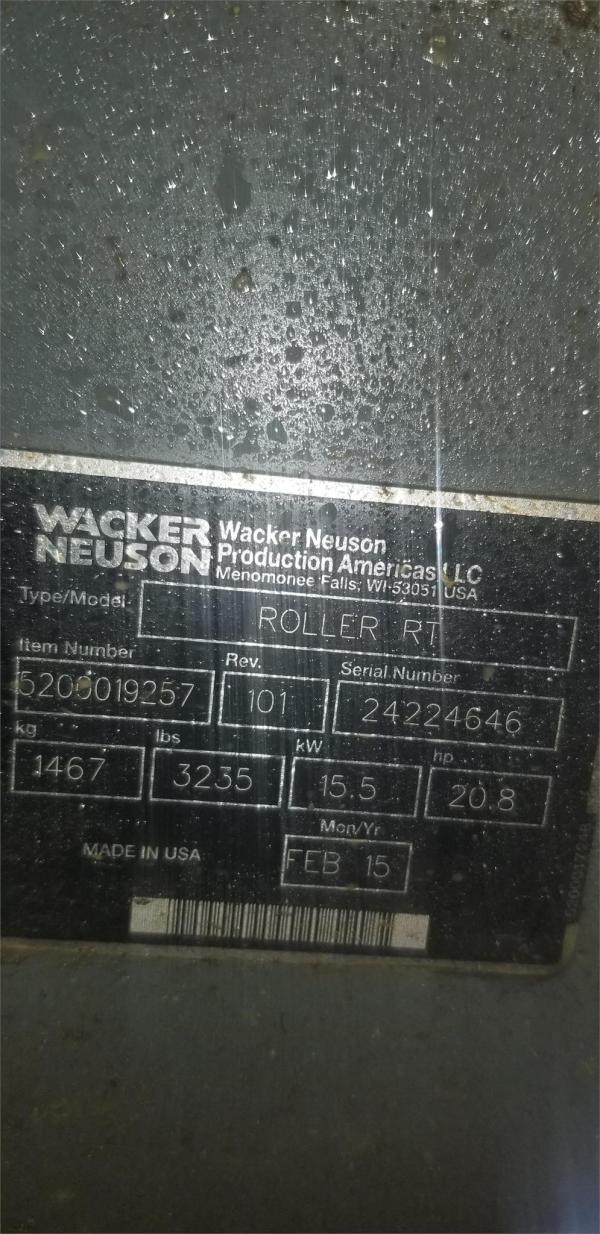 WACKER
NEUSON
Wacker Neuson
Production Americas LLC
Menomonee Falls, WI-53051 USA
Type/Model
ROLLER RT
Item Number
Rev.
Serial Number
5200019257
101
24224646
kg
lbs
kW
hp
1467
3235
15.5
20.8
Mon/Yr
MADE IN USA
FEB 15